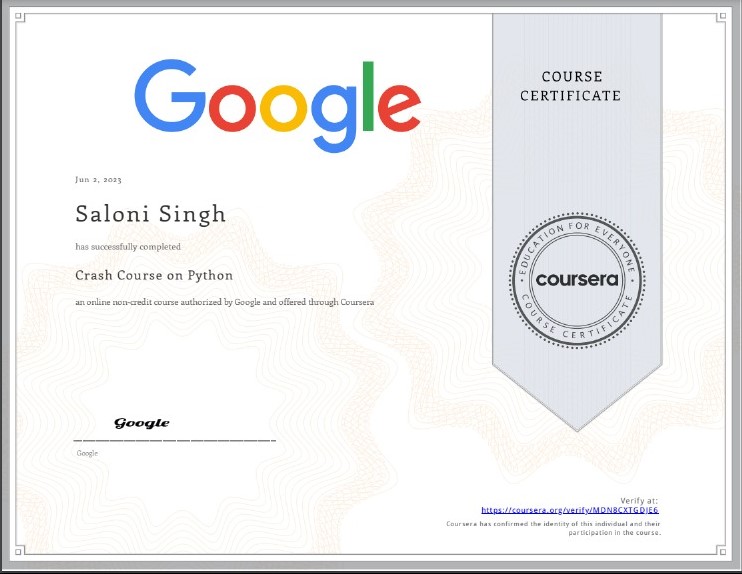 Google
COURSE
CERTIFICATE
Jun 2, 2023
Saloni Singh
has successfully completed
Crash Course on Python
an online non-credit course authorized by Google and offered through Coursera
EDUCATION FOR EVERYONE
coursera
COURSE CERTIFICATE
Google
Google
Verify at:
https://coursera.org/verify/MDN8CXTGDJE6
Coursera has confirmed the identity of this individual and their
participation in the course.